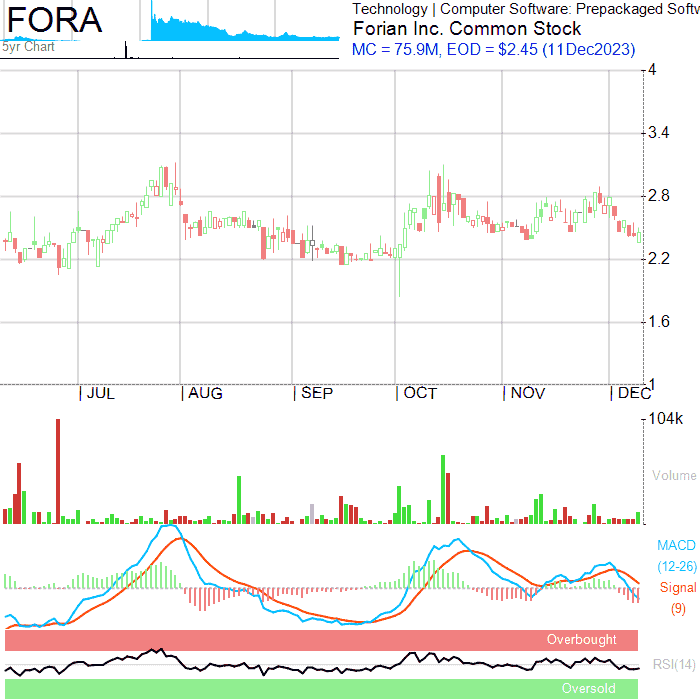 FORA
5yr Chart
Technology | Computer Software: Prepackaged Softw
Forian Inc. Common Stock
MC = 75.9M, EOD = $2.45 (11Dec2023)
4
3.4
2.8
2.2
1.6
1
| JUL | AUG | SEP | OCT | NOV | DEC
104k
Volume
MACD
(12-26)
Signal
(9)
Overbought
RSI(14)
Oversold